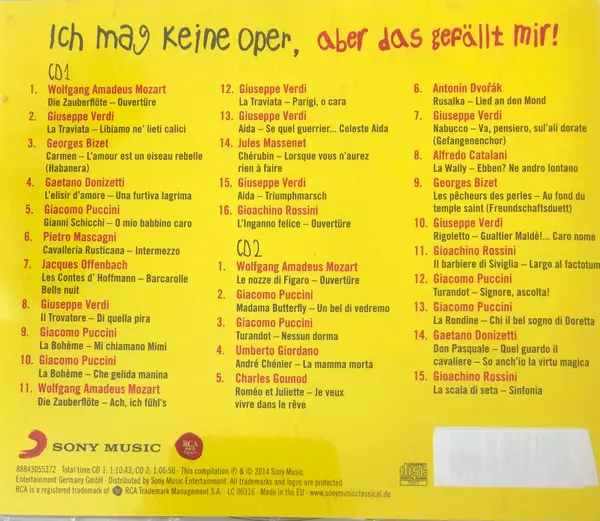 Ich mag keine Oper, aber das gefällt mir!
CD1
1. Wolfgang Amadeus Mozart
Die Zauberflöte – Ouvertüre
2. Giuseppe Verdi
La Traviata – Libiamo ne' lieti calici
3. Georges Bizet
Carmen – L'amour est un oiseau rebelle
(Habanera)
4. Gaetano Donizetti
L'elisir d'amore – Una furtiva lagrima
5. Giacomo Puccini
Gianni Schicchi – O mio babbino caro
6. Pietro Mascagni
Cavalleria Rusticana – Intermezzo
7. Jacques Offenbach
Les Contes d' Hoffmann – Barcarolle
Belle nuit
8. Giuseppe Verdi
Il Trovatore – Di quella pira
9. Giacomo Puccini
La Bohème – Mi chiamano Mimì
10. Giacomo Puccini
La Bohème – Che gelida manina
11. Wolfgang Amadeus Mozart
Die Zauberflöte – Ach, ich fühl's
12. Giuseppe Verdi
La Traviata – Parigi, o cara
13. Giuseppe Verdi
Aida – Se quel guerrier... Celeste Aida
14. Jules Massenet
Chérubin – Lorsque vous n'aurez
rien à faire
15. Giuseppe Verdi
Aida – Triumphmarsch
16. Gioachino Rossini
L'Inganno felice – Ouvertüre
CD2
1. Wolfgang Amadeus Mozart
Le nozze di Figaro – Ouvertüre
2. Giacomo Puccini
Madama Butterfly – Un bel di vedremo
3. Giacomo Puccini
Turandot – Nessun dorma
4. Umberto Giordano
André Chénier – La mamma morta
5. Charles Gounod
Roméo et Juliette – Je veux
vivre dans le rêve
6. Antonín Dvořák
Rusalka – Lied an den Mond
7. Giuseppe Verdi
Nabucco – Va, pensiero, sul'ali dorate
(Gefangenenchor)
8. Alfredo Catalani
La Wally – Ebben? Ne andro lontano
9. Georges Bizet
Les pêcheurs des perles – Au fond du
temple saint (Freundschaftsduett)
10. Giuseppe Verdi
Rigoletto – Gualtier Maldè!... Caro nome
11. Gioachino Rossini
Il barbiere di Siviglia – Largo al factotum
12. Giacomo Puccini
Turandot – Signore, ascolta!
13. Giacomo Puccini
La Rondine – Chi il bel sogno di Doretta
14. Gaetano Donizetti
Don Pasquale – Quel guardo il
cavaliere – So anch'io la virtu magica
15. Gioachino Rossini
La scala di seta – Sinfonia
SONY MUSIC
RCA
RED SEAL
88843055372 Total time CD 1: 1:10:43, CD 2: 1:06:50 · This compilation ℗ & © 2014 Sony Music
Entertainment Germany GmbH · Distributed by Sony Music Entertainment. All trademarks and logos are protected
RCA is a registered trademark of RCA Trademark Management S.A. · LC 00316 · Made in the EU · www.sonymusicclassical.de
COMPACT
disc
DIGITAL AUDIO